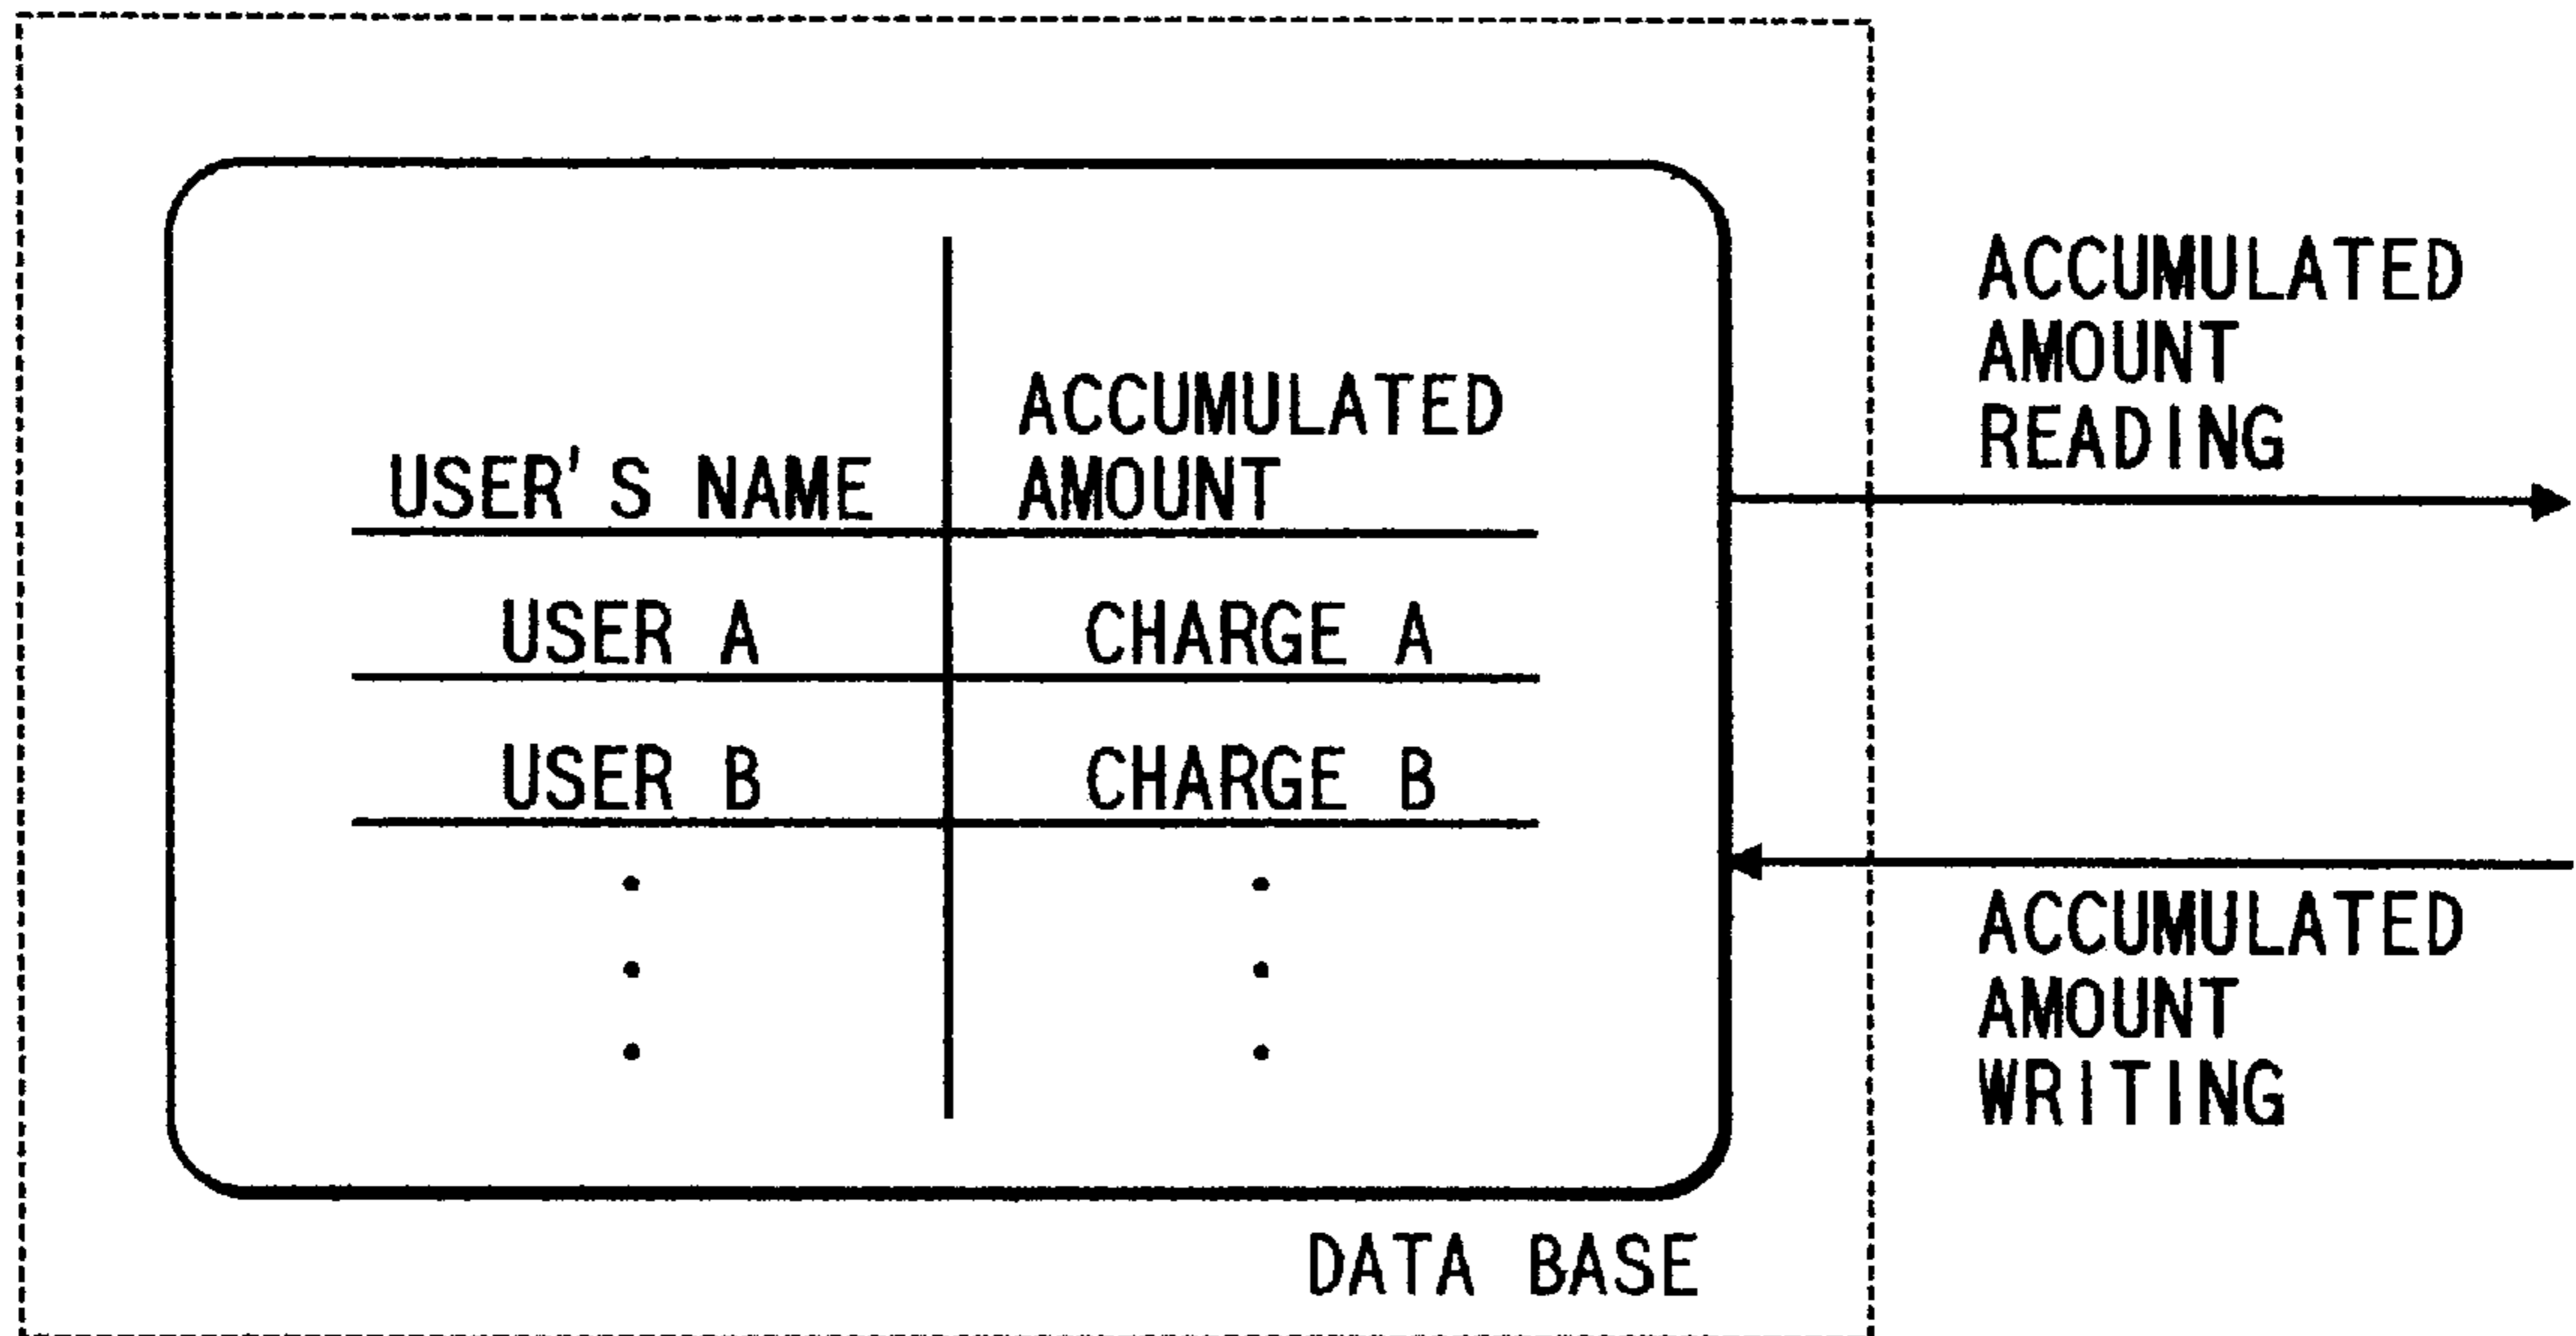 ACCUMULATED
AMOUNT
READING
ACCUMULATED
USER'S NAME AMOUNT
USER A CHARGE A
USER B CHARGE B
ACCUMULATED
AMOUNT
WRITING
DATA BASE